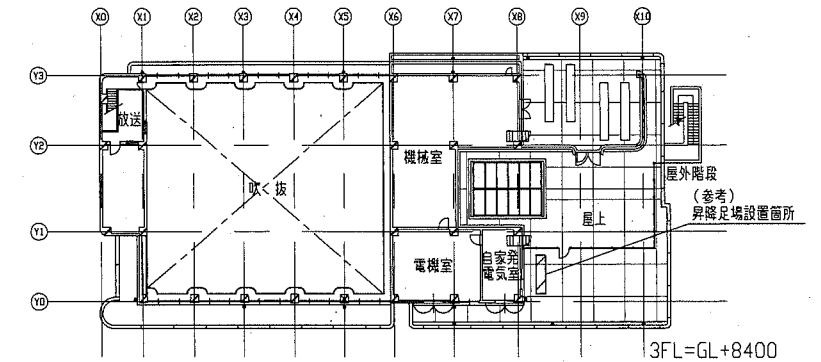 X0 X1 X2 X3 X4 X5 X6 X7 X8 X9 X10
Y3
放送
Y2
機械室
吹く抜
屋外階段
(参考)
昇降足場設置箇所
屋上
Y1
電機室
自家発
電気室
Y0
3FL=GL+8400